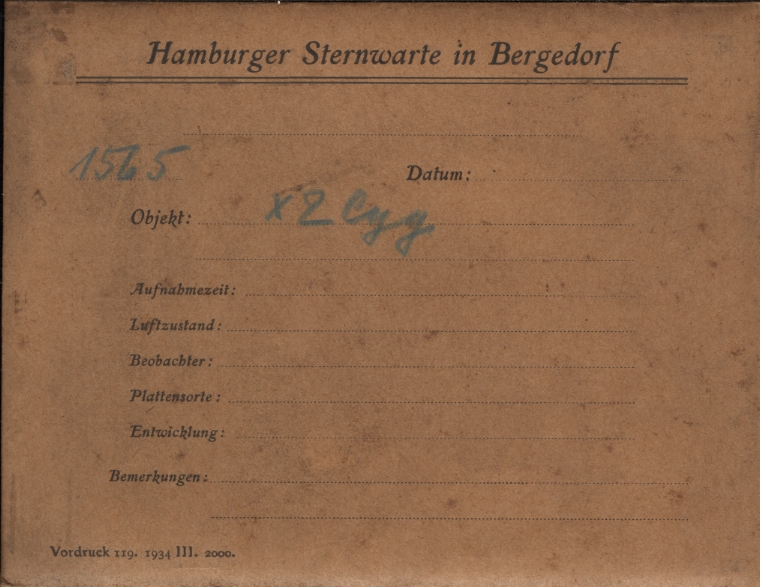 Hamburger Sternwarte in Bergedorf
1565
Datum:
Objekt: x2 Cyg
Aufnahmezeit:
Luftzustand:
Beobachter:
Plattensorte:
Entwicklung:
Bemerkungen:
Vordruck 119. 1934 III. 2000.